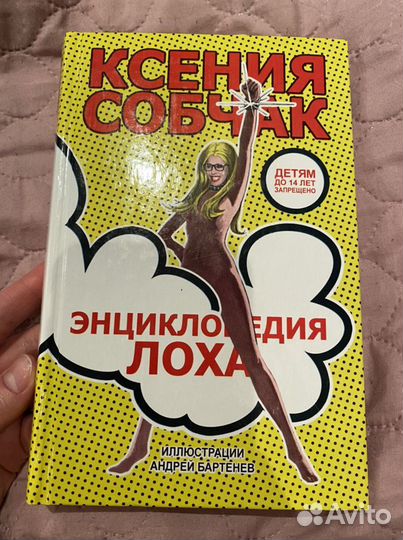 КСЕНИЯ
СОБЧАК
ДЕТЯМ
ДО 14 ЛЕТ
ЗАПРЕЩЕНО
ЭНЦИКЛОПЕДИЯ
ЛОХА
ИЛЛЮСТРАЦИИ
АНДРЕЙ БАРТЕНЕВ
Avito